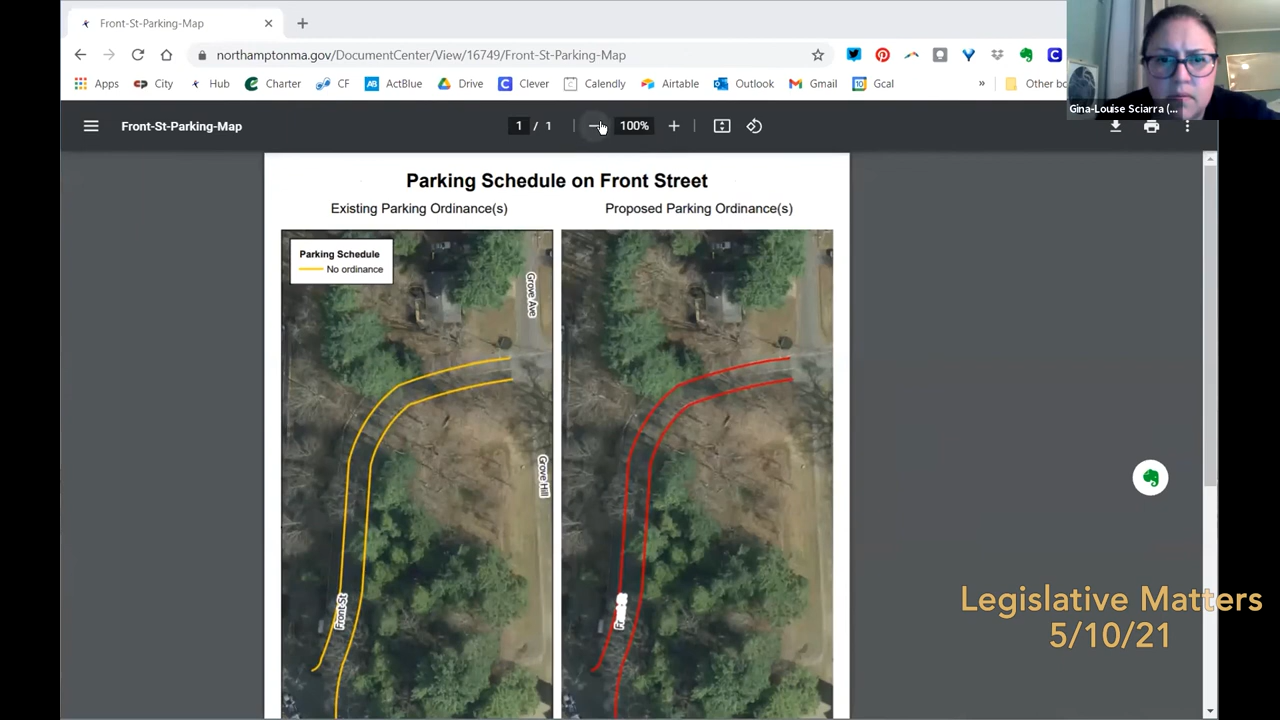 Front-St-Parking-Map
northamptonma.gov/DocumentCenter/View/16749/Front-St-Parking-Map
Apps City Hub Charter CF ActBlue Drive Clever Calendly Airtable Outlook Gmail Gcal » Other bo
Gina-Louise Sciarra (...
Front-St-Parking-Map
1 / 1
100%
Parking Schedule on Front Street
Existing Parking Ordinance(s)
Proposed Parking Ordinance(s)
Parking Schedule
No ordinance
Grove Ave
Grove Hill
Front St
Front St
Legislative Matters
5/10/21